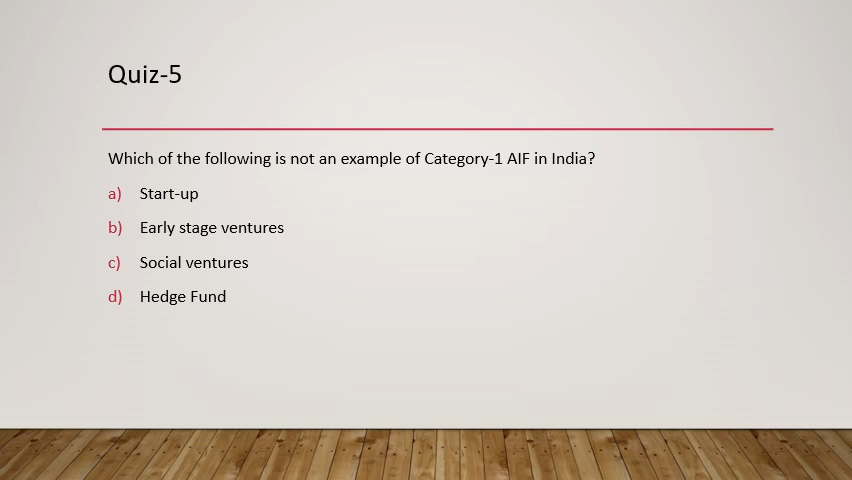 Quiz-5
Which of the following is not an example of Category-1 AIF in India?
a) Start-up
b) Early stage ventures
c) Social ventures
d) Hedge Fund